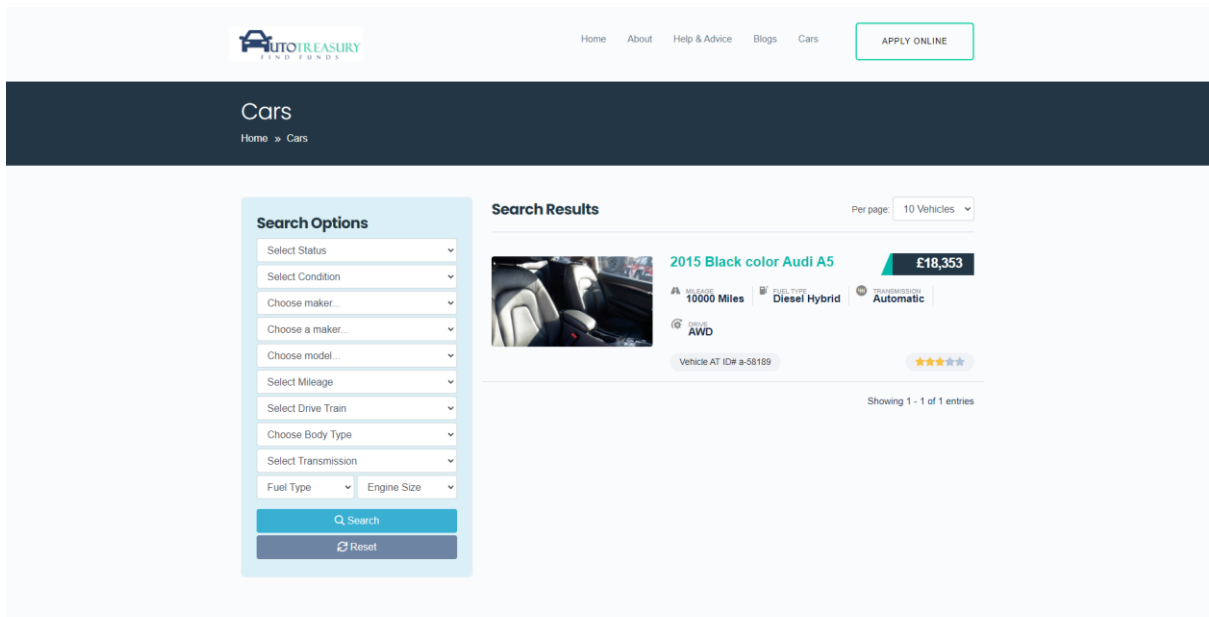 AUTOTREASURY
FIND FUNDS
Home About Help & Advice Blogs Cars APPLY ONLINE
Cars
Home » Cars
Search Options
Select Status
Select Condition
Choose maker...
Choose a maker...
Choose model...
Select Mileage
Select Drive Train
Choose Body Type
Select Transmission
Fuel Type Engine Size
Search
Reset
Search Results
Per page: 10 Vehicles
2015 Black color Audi A5
£18,353
MILEAGE FUEL TYPE TRANSMISSION
10000 Miles Diesel Hybrid Automatic
DRIVE
AWD
Vehicle AT ID# a-58189
Showing 1 - 1 of 1 entries